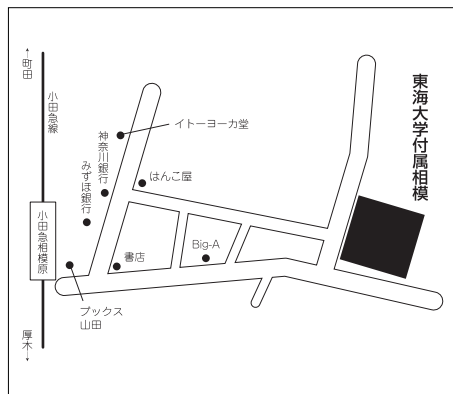 ←町田
小田急線
小田急相模原
厚木→
イトーヨーカ堂
神奈川銀行
みずほ銀行
はんこ屋
書店
Big-A
ブックス
山田
東海大学付属相模